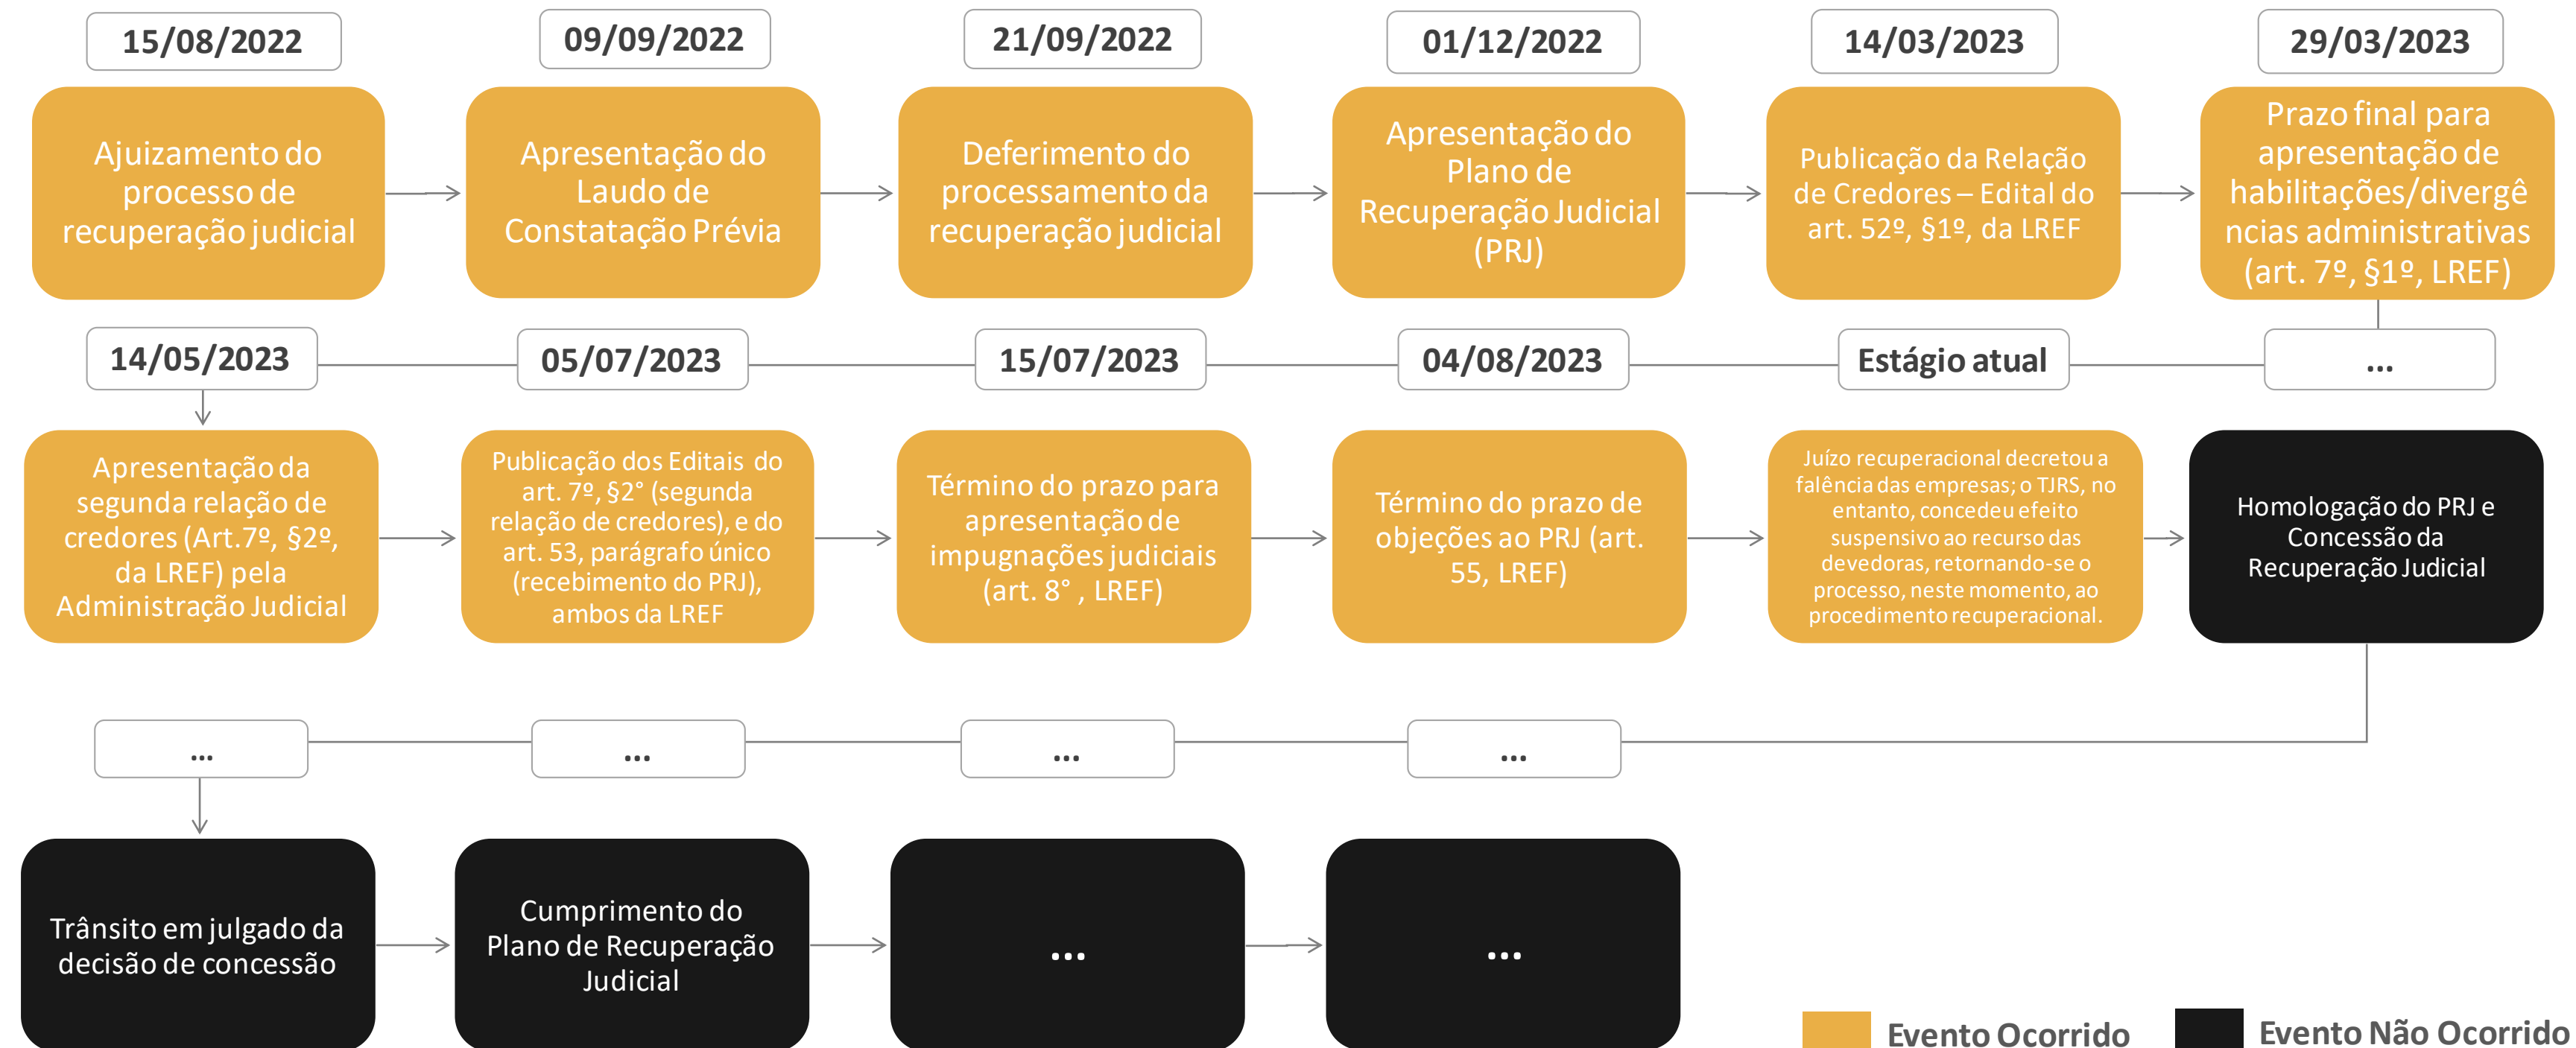 15/08/2022
09/09/2022
21/09/2022
01/12/2022
14/03/2023
29/03/2023
Ajuizamento do
processo de
recuperação judicial
Apresentação do
Laudo de
Constatação Prévia
Deferimento do
processamento da
recuperação judicial
Apresentação do
Plano de
Recuperação Judicial
(PRJ)
Publicação da Relação
de Credores – Edital do
art. 52º, §1º, da LREF
Prazo final para
apresentação de
habilitações/divergê
ncias administrativas
(art. 7º, §1º, LREF)
14/05/2023
05/07/2023
15/07/2023
04/08/2023
Estágio atual
...
Apresentação da
segunda relação de
credores (Art.7º, §2º,
da LREF) pela
Administração Judicial
Publicação dos Editais do
art. 7º, §2° (segunda
relação de credores), e do
art. 53, parágrafo único
(recebimento do PRJ),
ambos da LREF
Término do prazo para
apresentação de
impugnações judiciais
(art. 8° , LREF)
Término do prazo de
objeções ao PRJ (art.
55, LREF)
Juízo recuperacional decretou a
falência das empresas; o TJRS, no
entanto, concedeu efeito
suspensivo ao recurso das
devedoras, retornando-se o
processo, neste momento, ao
procedimento recuperacional.
Homologação do PRJ e
Concessão da
Recuperação Judicial
...
...
...
...
Trânsito em julgado da
decisão de concessão
Cumprimento do
Plano de Recuperação
Judicial
...
...
Evento Ocorrido
Evento Não Ocorrido